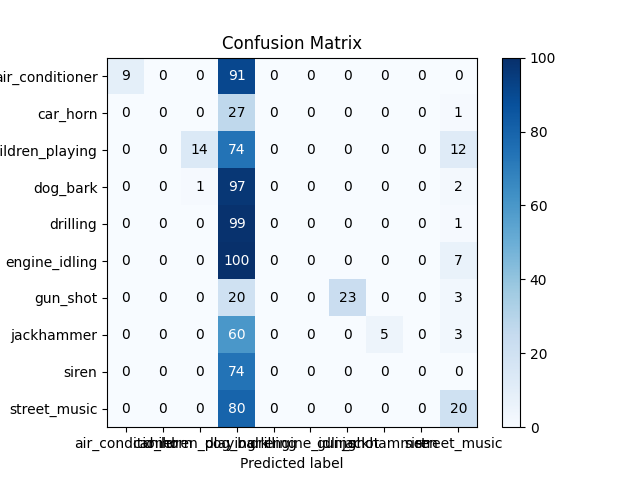 Confusion Matrix
air_conditioner 9 0 0 91 0 0 0 0 0 0
car_horn 0 0 0 27 0 0 0 0 0 1
ildren_playing 0 0 14 74 0 0 0 0 0 12
dog_bark 0 0 1 97 0 0 0 0 0 2
drilling 0 0 0 99 0 0 0 0 0 1
engine_idling 0 0 0 100 0 0 0 0 0 7
gun_shot 0 0 0 20 0 0 23 0 0 3
jackhammer 0 0 0 60 0 0 0 5 0 3
siren 0 0 0 74 0 0 0 0 0 0
street_music 0 0 0 80 0 0 0 0 0 20
street_music
Predicted label
100
80
60
40
20
0